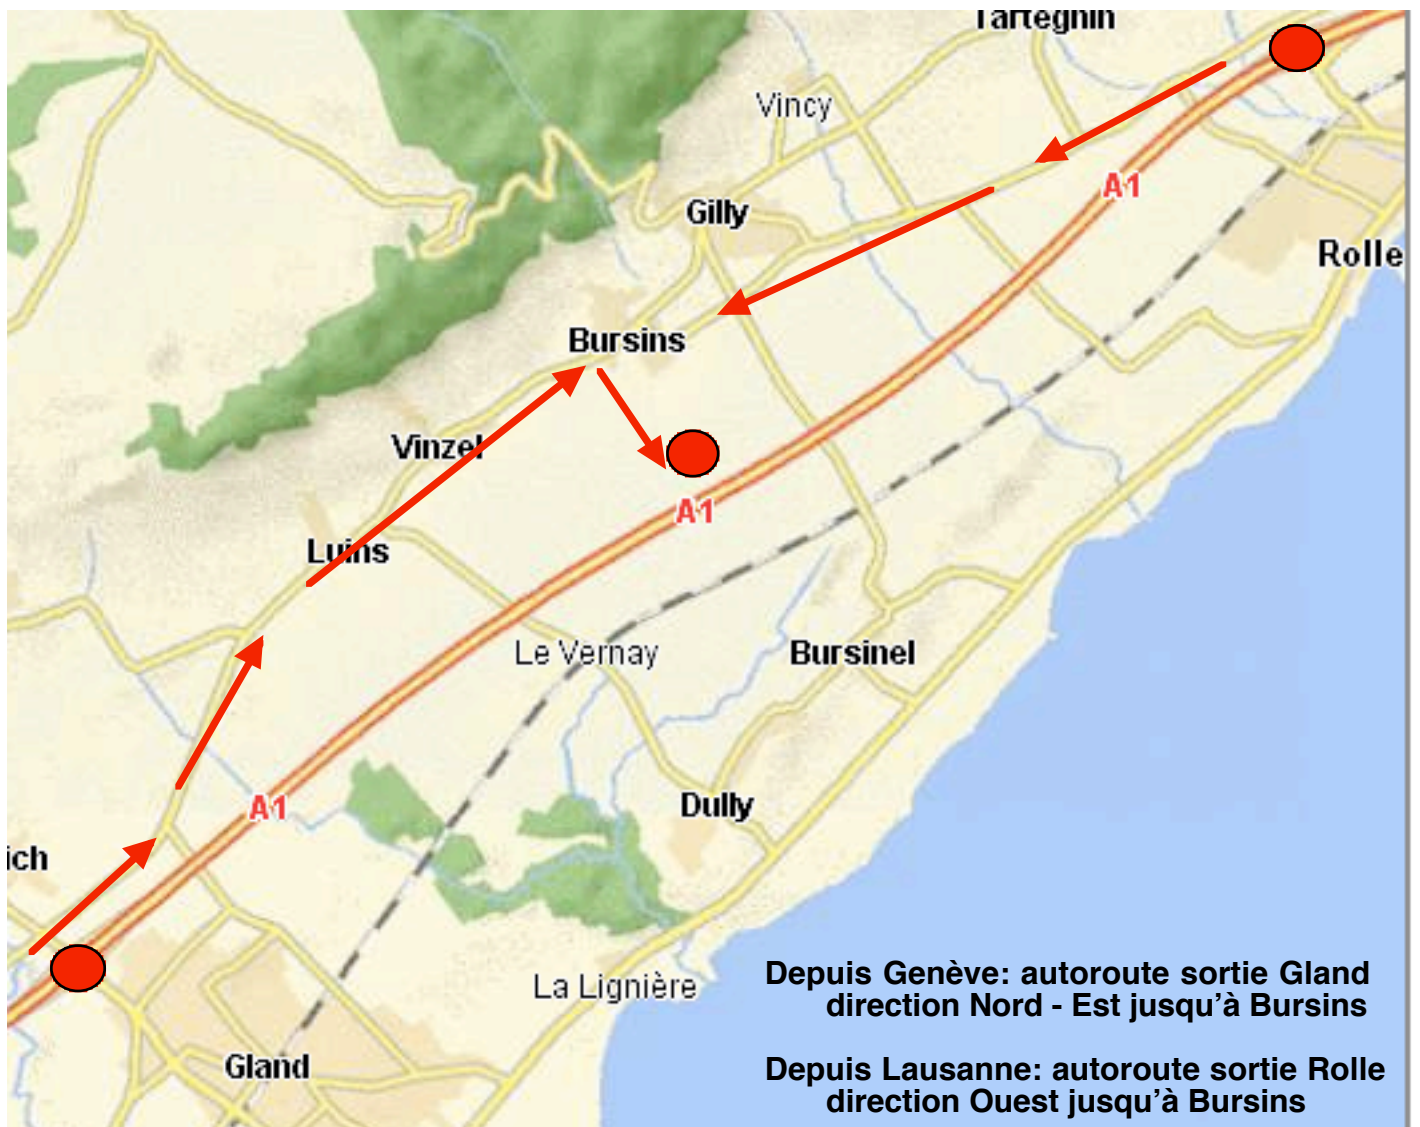 Tartegnin
Vincy
A1
Gilly
Rolle
Bursins
Vinzel
A1
Luins
Le Vernay
Bursinel
A1
Dully
ich
La Lignière
Gland
Depuis Genève: autoroute sortie Gland
direction Nord - Est jusqu’à Bursins
Depuis Lausanne: autoroute sortie Rolle
direction Ouest jusqu’à Bursins